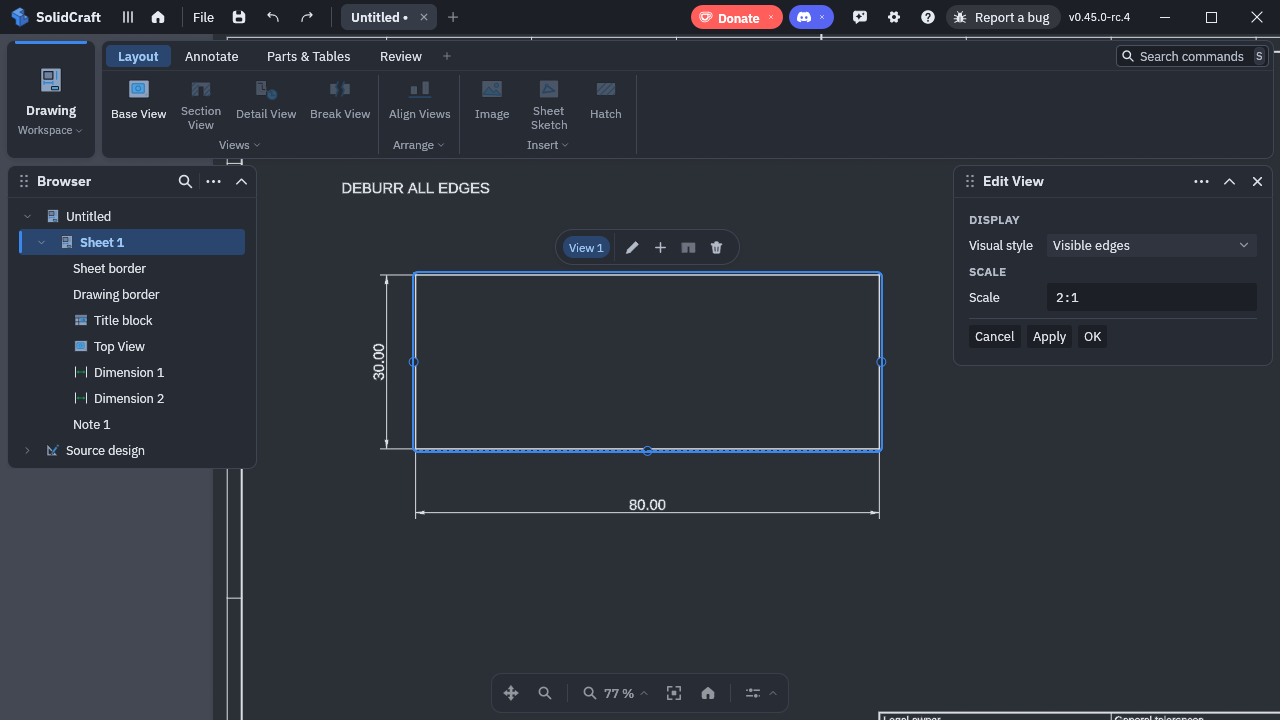 SolidCraft
File
Untitled •
Donate
Report a bug
v0.45.0-rc.4
Drawing
Workspace
Layout
Annotate
Parts & Tables
Review
Search commands
S
Base View
Section View
Detail View
Break View
Align Views
Image
Sheet Sketch
Hatch
Views
Arrange
Insert
Browser
Untitled
Sheet 1
Sheet border
Drawing border
Title block
Top View
Dimension 1
Dimension 2
Note 1
Source design
DEBURR ALL EDGES
View 1
30.00
80.00
Edit View
DISPLAY
Visual style
Visible edges
SCALE
Scale
2:1
Cancel
Apply
OK
77 %
Legal owner
General tolerances